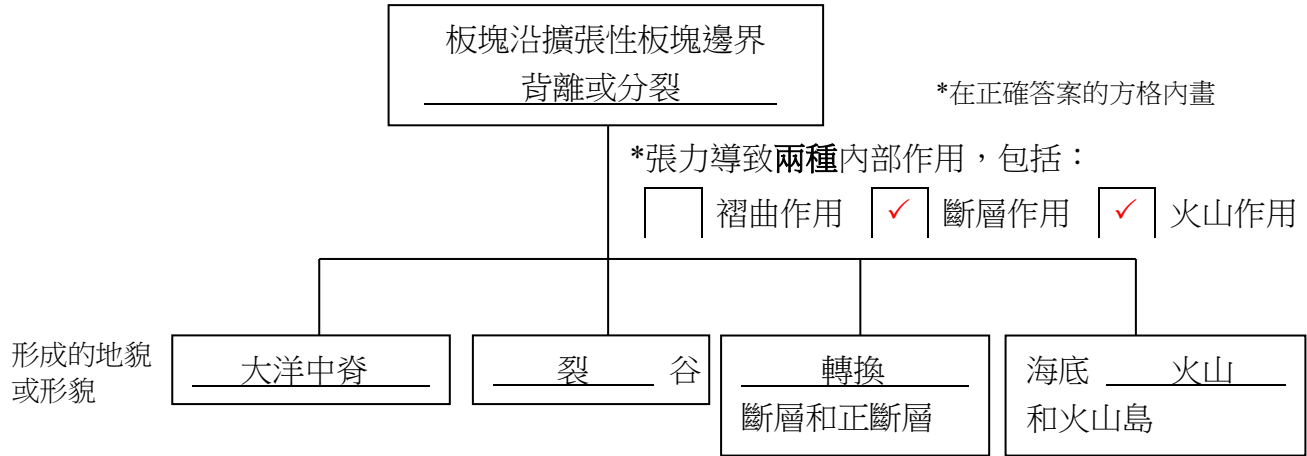 板塊沿擴張性板塊邊界
背離或分裂
*在正確答案的方格內畫
*張力導致兩種內部作用，包括：
褶曲作用 ✓ 斷層作用 ✓ 火山作用
形成的地貌
或形貌
大洋中脊
裂 谷
轉換
斷層和正斷層
海底 火山
和火山島